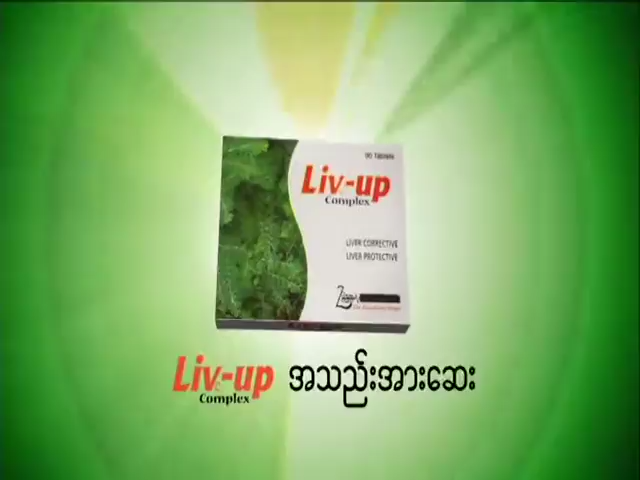 90 Tablets
Liv-up
Complex
LIVER CORRECTIVE
LIVER PROTECTIVE
Liv-up အသည်းအားဆေး
Complex